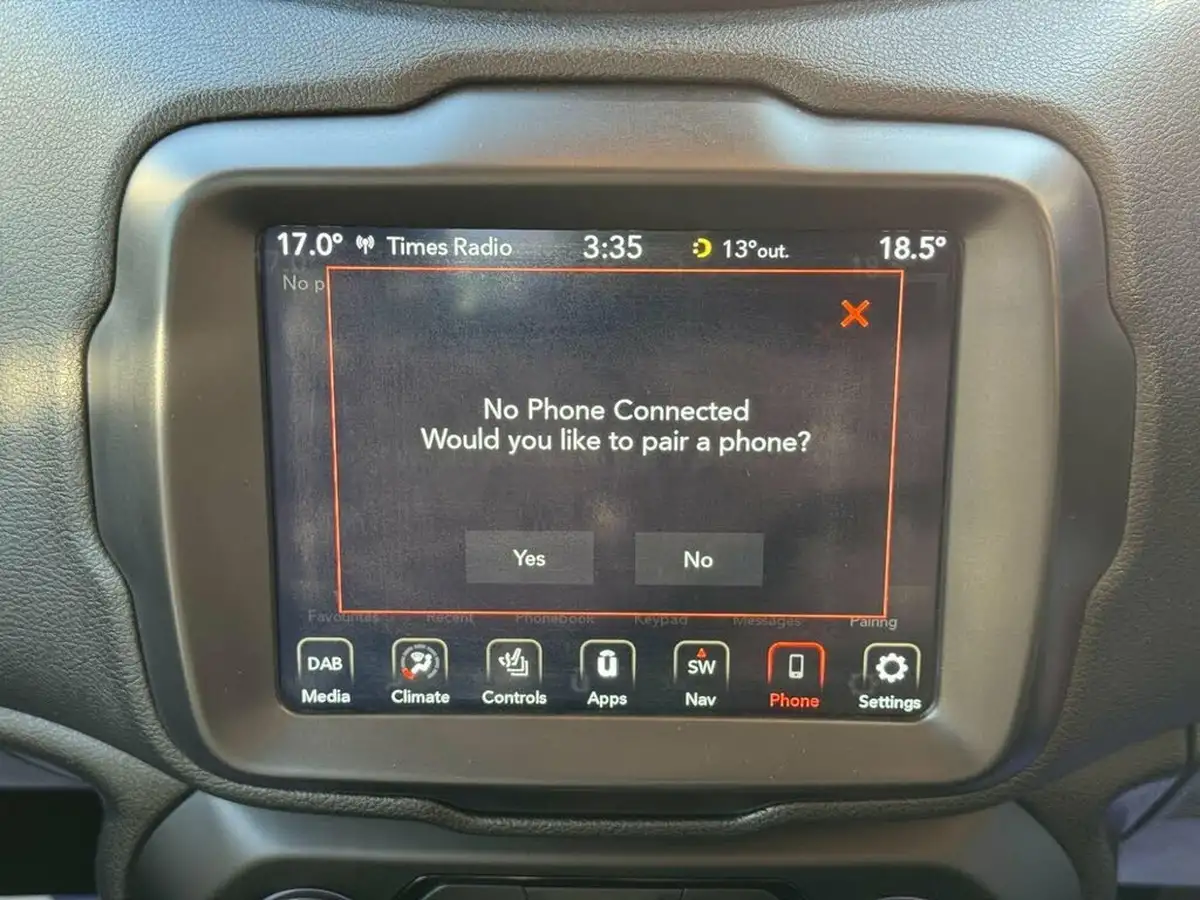 17.0° Times Radio 3:35 13°out. 18.5°
No p
No Phone Connected
Would you like to pair a phone?
Yes No
Favourites Recent Phonebook Keypad Messages Pairing
DAB SW
Media Climate Controls Apps Nav Phone Settings